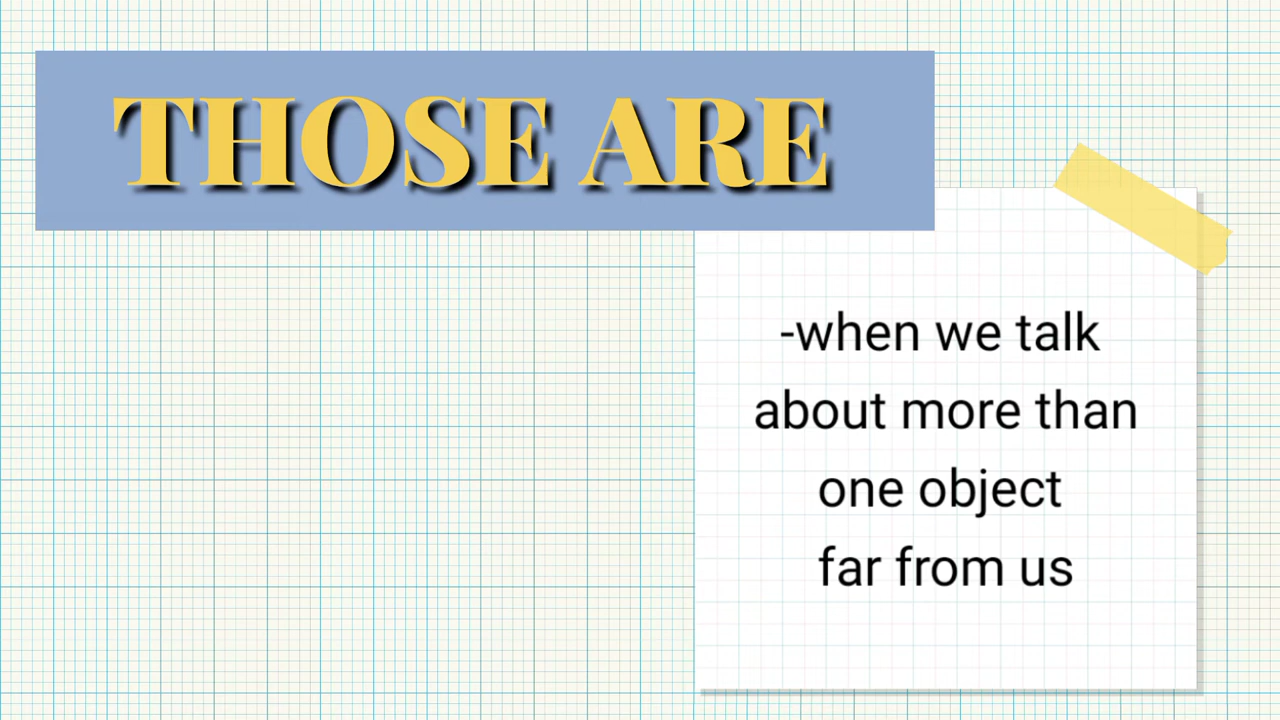 THOSE ARE
-when we talk
about more than
one object
far from us